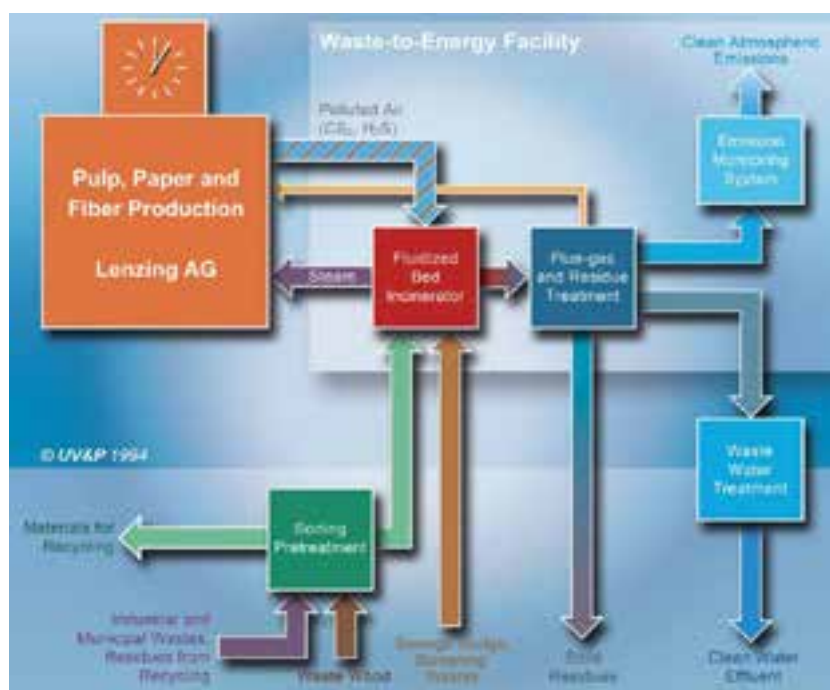 Waste-to-Energy Facility
Clean Atmospheric
Emissions
Polluted Air
(CS₂, H₂S)
Emission
Monitoring
System
Pulp, Paper and
Fiber Production
Lenzing AG
Steam
Fluidized
Bed
Incinerator
Flue-gas
and Residue
Treatment
© UV&P 1994
Waste
Water
Treatment
Materials for
Recycling
Sorting
Pretreatment
Industrial and
Municipal Wastes,
Residues from
Recycling
Waste Wood
Sewage Sludge,
Screening
Solid
Residues
Clean Water
Effluent